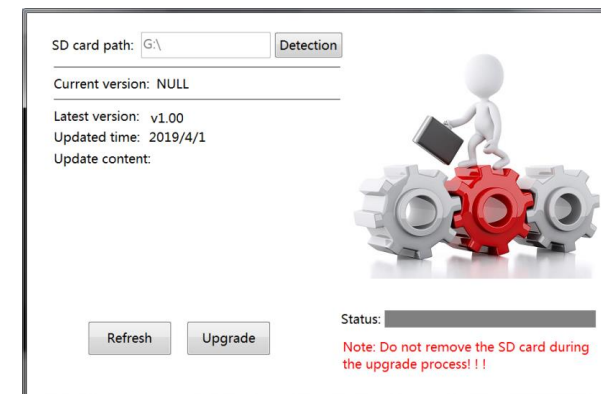 SD card path: G:\ Detection
Current version: NULL
Latest version: v1.00
Updated time: 2019/4/1
Update content:
Refresh Upgrade
Status:
Note: Do not remove the SD card during
the upgrade process! ! !